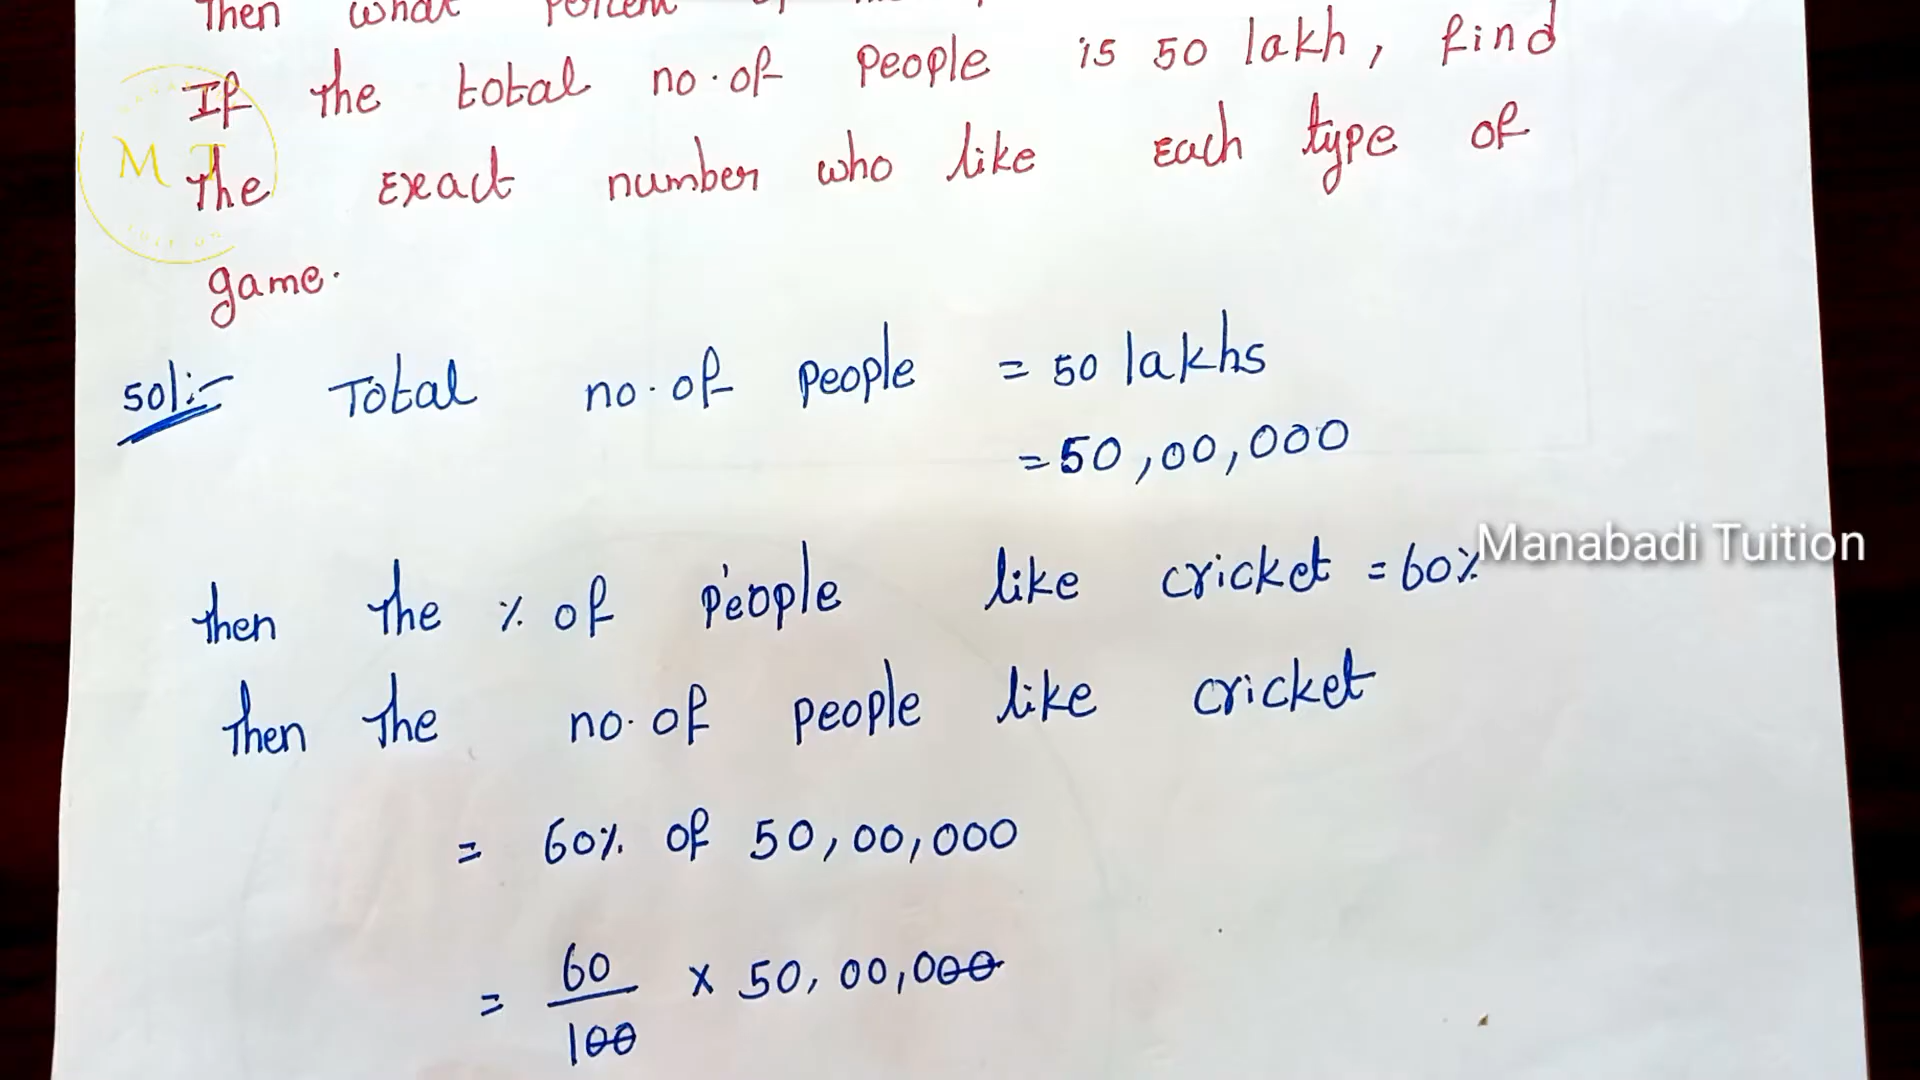 Then what percent
If the total no.of people is 50 lakh, find
the exact number who like each type of
game.
Sol:- Total no.of people = 50 lakhs
= 50,00,000
Manabadi Tuition
then the % of people like cricket = 60%
then the no.of people like cricket
= 60% of 50,00,000
= 60/100 x 50,00,000
M T